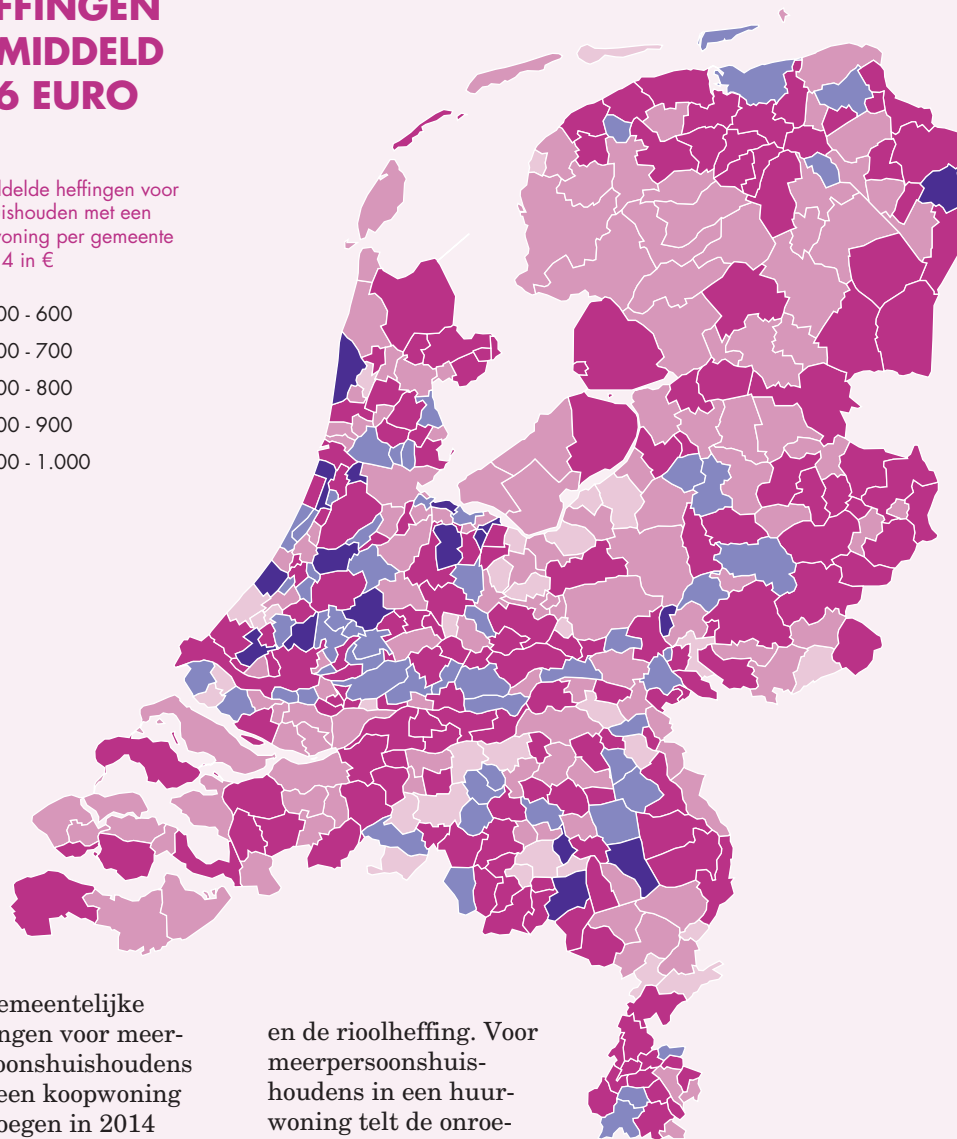 FFINGEN
MIDDELD
6 EURO
ddelde heffingen voor
ishouden met een
woning per gemeente
4 in €
00 - 600
00 - 700
00 - 800
00 - 900
00 - 1.000
emeentelijke
ngen voor meer-
oonshuishoudens
een koopwoning
oegen in 2014
en de rioolheffing. Voor
meerpersoonshuis-
houdens in een huur-
woning telt de onroe-